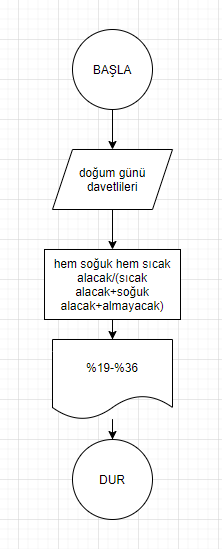 BAŞLA
doğum günü
davetlileri
hem soğuk hem sıcak
alacak/(sıcak
alacak+soğuk
alacak+almayacak)
%19-%36
DUR